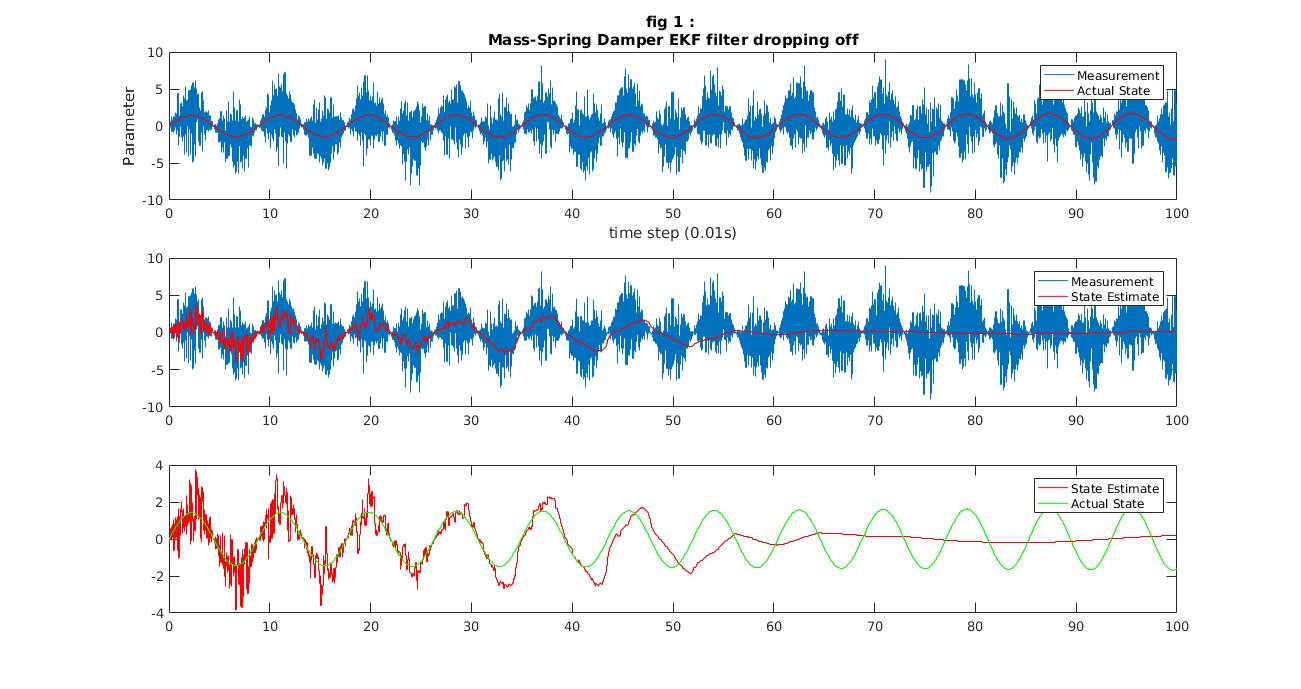 fig 1 :
Mass-Spring Damper EKF filter dropping off
10
5
0
-5
-10
Parameter
Measurement
Actual State
0 10 20 30 40 50 60 70 80 90 100
time step (0.01s)
10
5
0
-5
-10
Measurement
State Estimate
0 10 20 30 40 50 60 70 80 90 100
4
2
0
-2
-4
State Estimate
Actual State
0 10 20 30 40 50 60 70 80 90 100